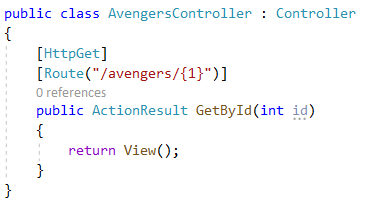 public class AvengersController : Controller
{
[HttpGet]
[Route("/avengers/{1}")]
0 references
public ActionResult GetById(int id)
{
return View();
}
}